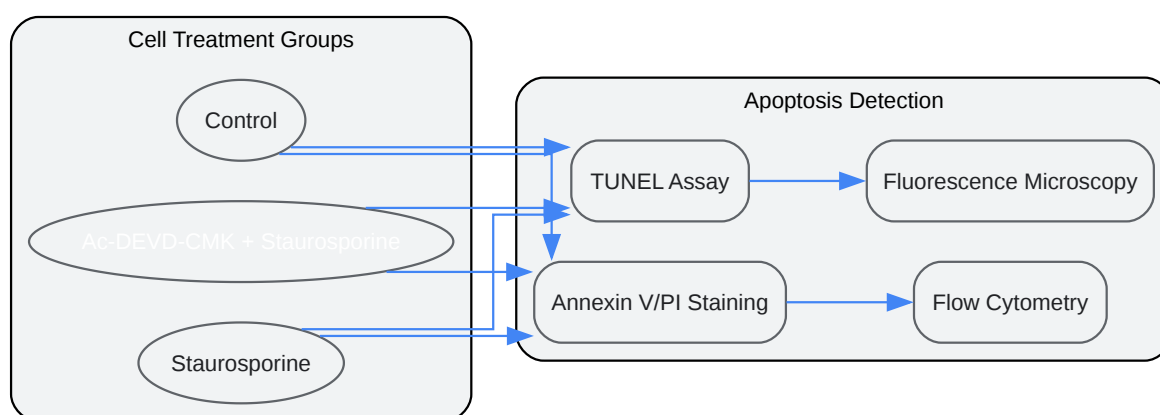 Cell Treatment Groups
Control
Ac-DEVD-CMK + Staurosporine
Staurosporine
Apoptosis Detection
TUNEL Assay
Fluorescence Microscopy
Annexin V/PI Staining
Flow Cytometry